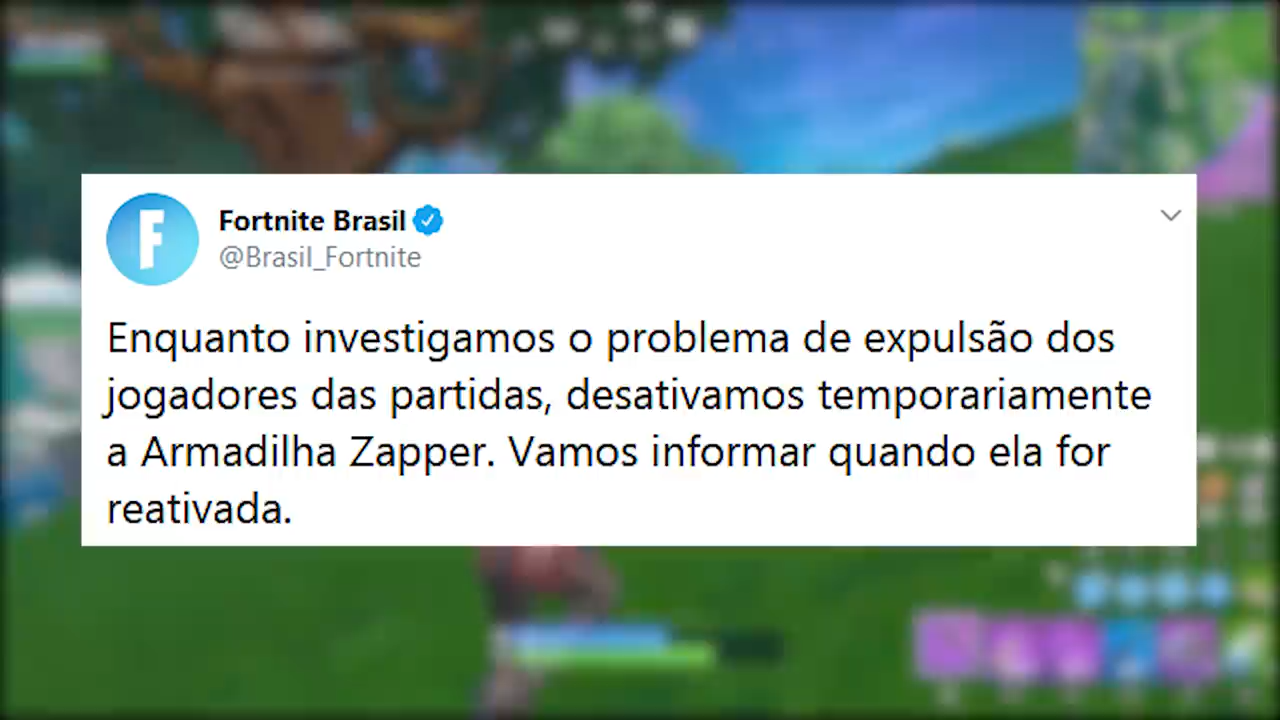 Fortnite Brasil
@Brasil_Fortnite
Enquanto investigamos o problema de expulsão dos
jogadores das partidas, desativamos temporariamente
a Armadilha Zapper. Vamos informar quando ela for
reativada.